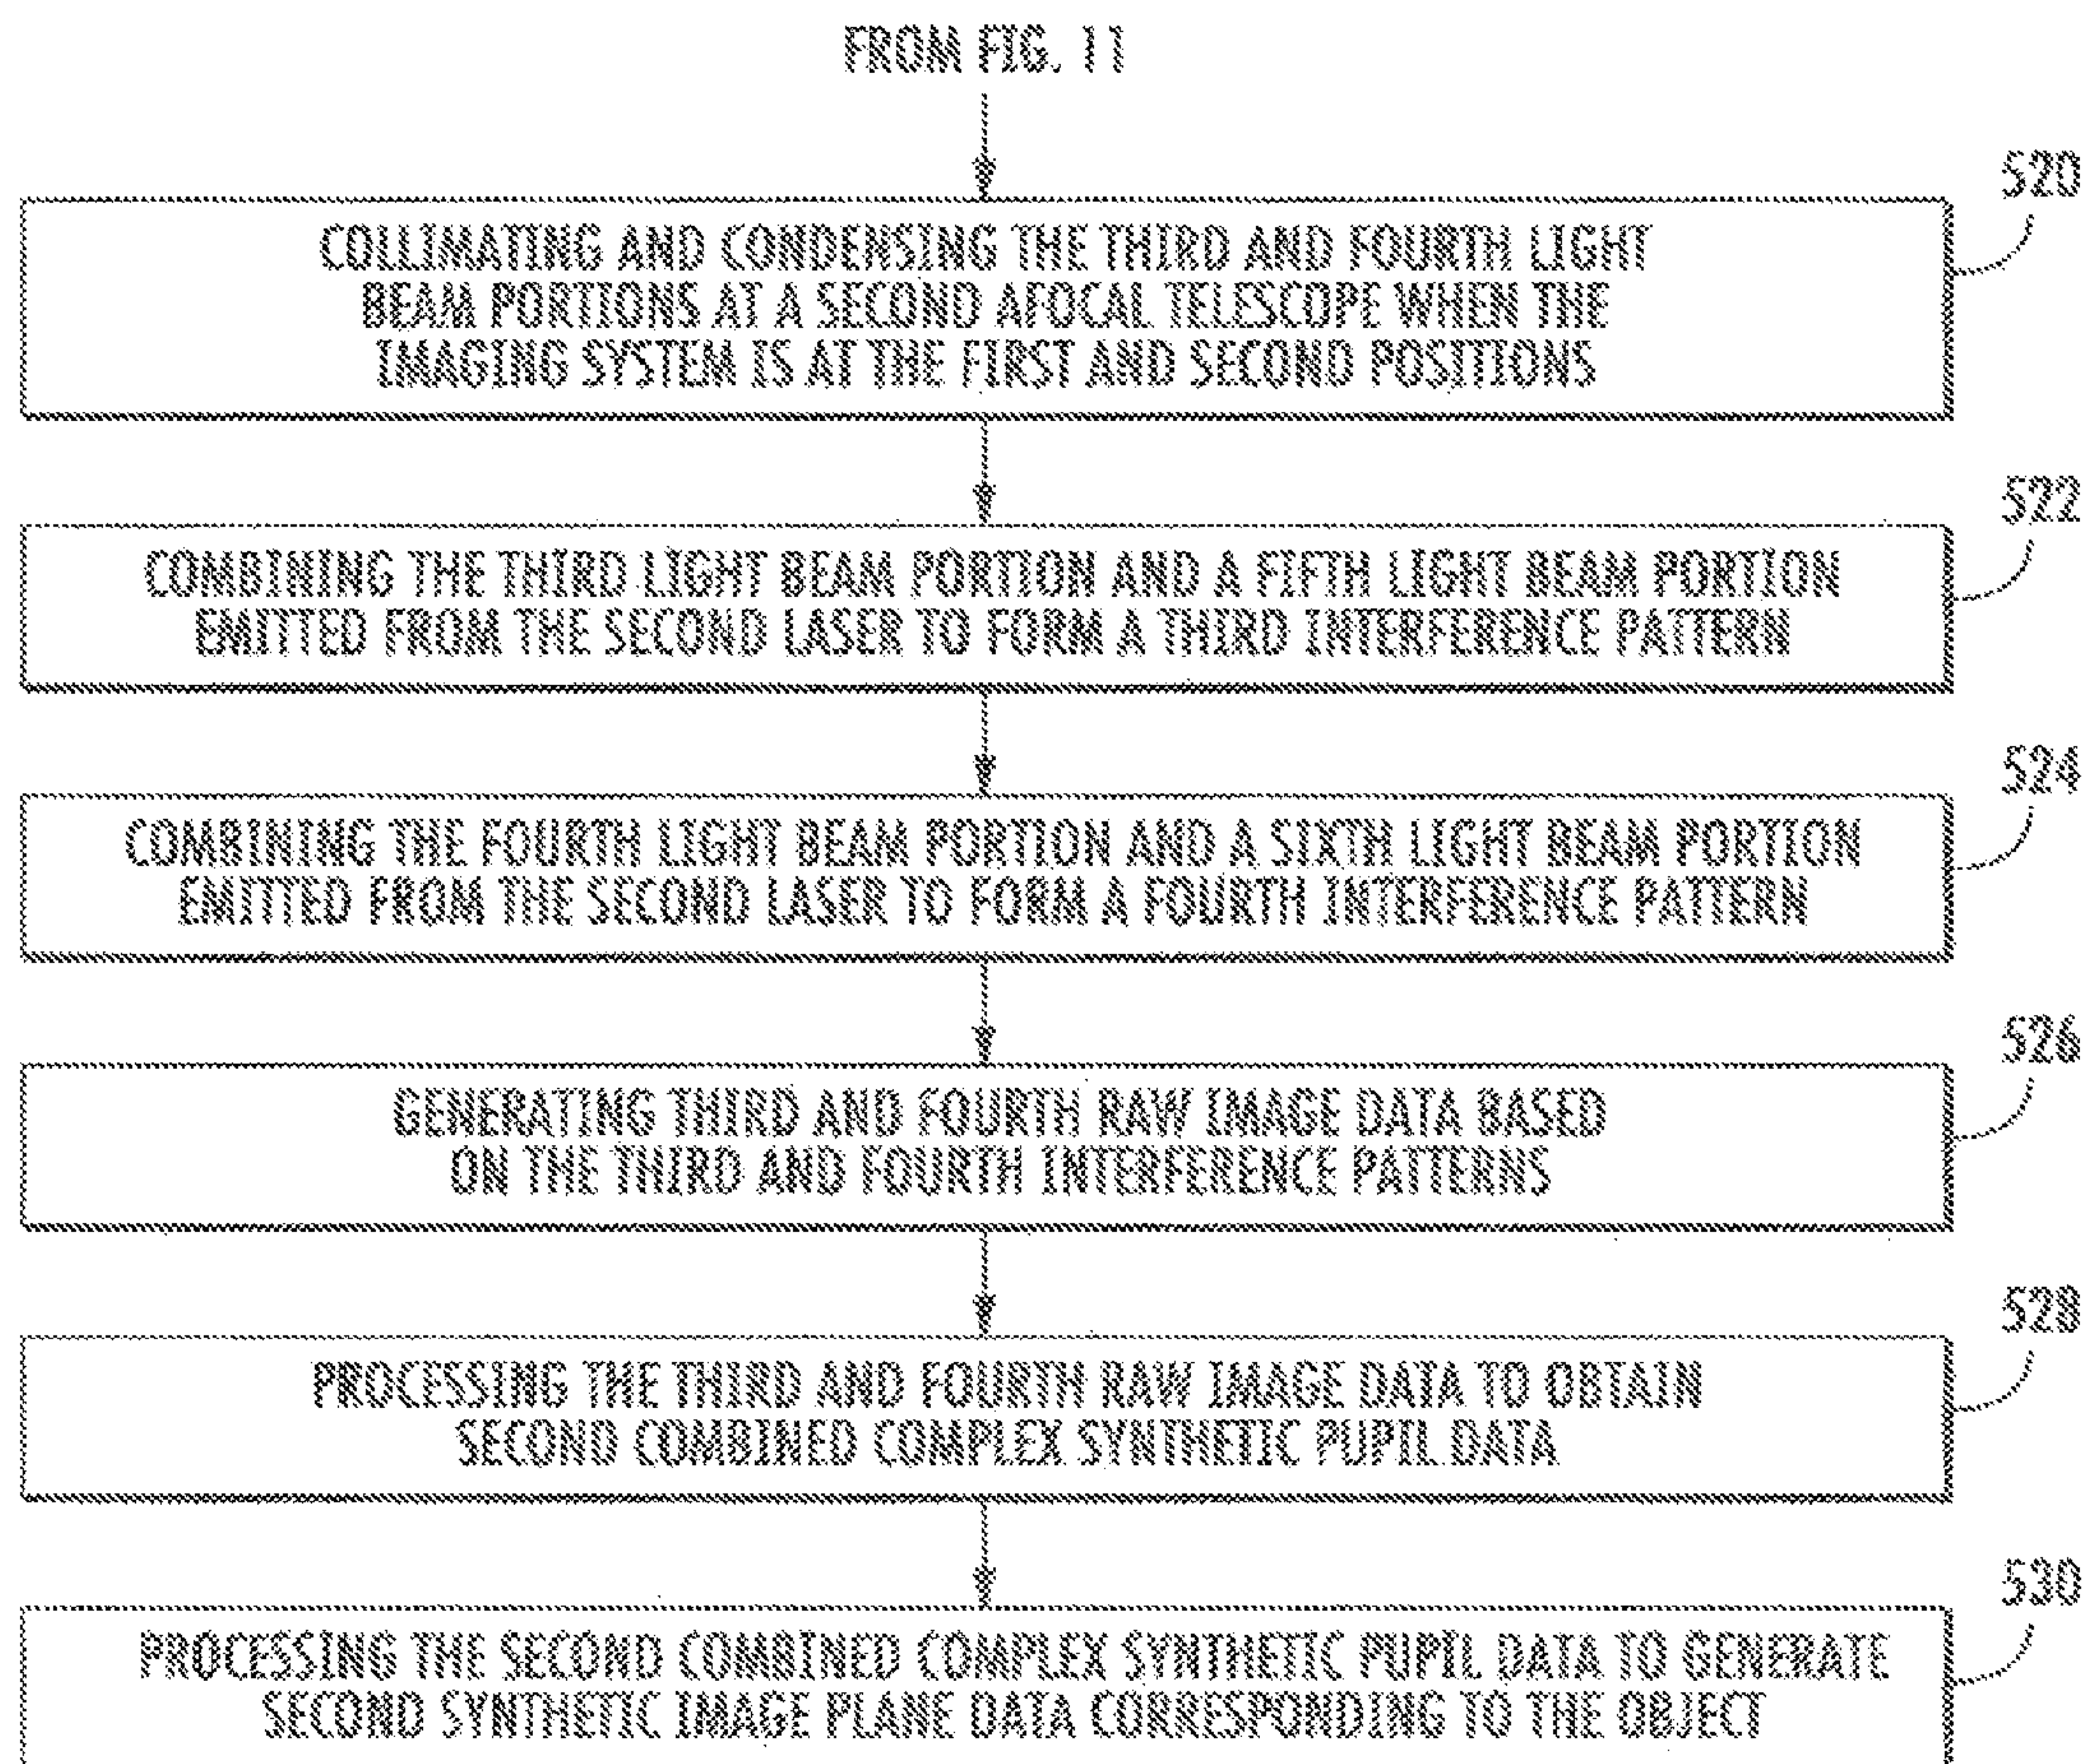 FROM FIG. 11
520
COLLIMATING AND CONDENSING THE THIRD AND FOURTH LIGHT
BEAM PORTIONS AT A SECOND AFOCAL TELESCOPE WHEN THE
IMAGING SYSTEM IS AT THE FIRST AND SECOND POSITIONS
522
COMBINING THE THIRD LIGHT BEAM PORTION AND A FIFTH LIGHT BEAM PORTION
EMITTED FROM THE SECOND LASER TO FORM A THIRD INTERFERENCE PATTERN
524
COMBINING THE FOURTH LIGHT BEAM PORTION AND A SIXTH LIGHT BEAM PORTION
EMITTED FROM THE SECOND LASER TO FORM A FOURTH INTERFERENCE PATTERN
526
GENERATING THIRD AND FOURTH RAW IMAGE DATA BASED
ON THE THIRD AND FOURTH INTERFERENCE PATTERNS
528
PROCESSING THE THIRD AND FOURTH RAW IMAGE DATA TO OBTAIN
SECOND COMBINED COMPLEX SYNTHETIC PUPIL DATA
530
PROCESSING THE SECOND COMBINED COMPLEX SYNTHETIC PUPIL DATA TO GENERATE
SECOND SYNTHETIC IMAGE PLANE DATA CORRESPONDING TO THE OBJECT